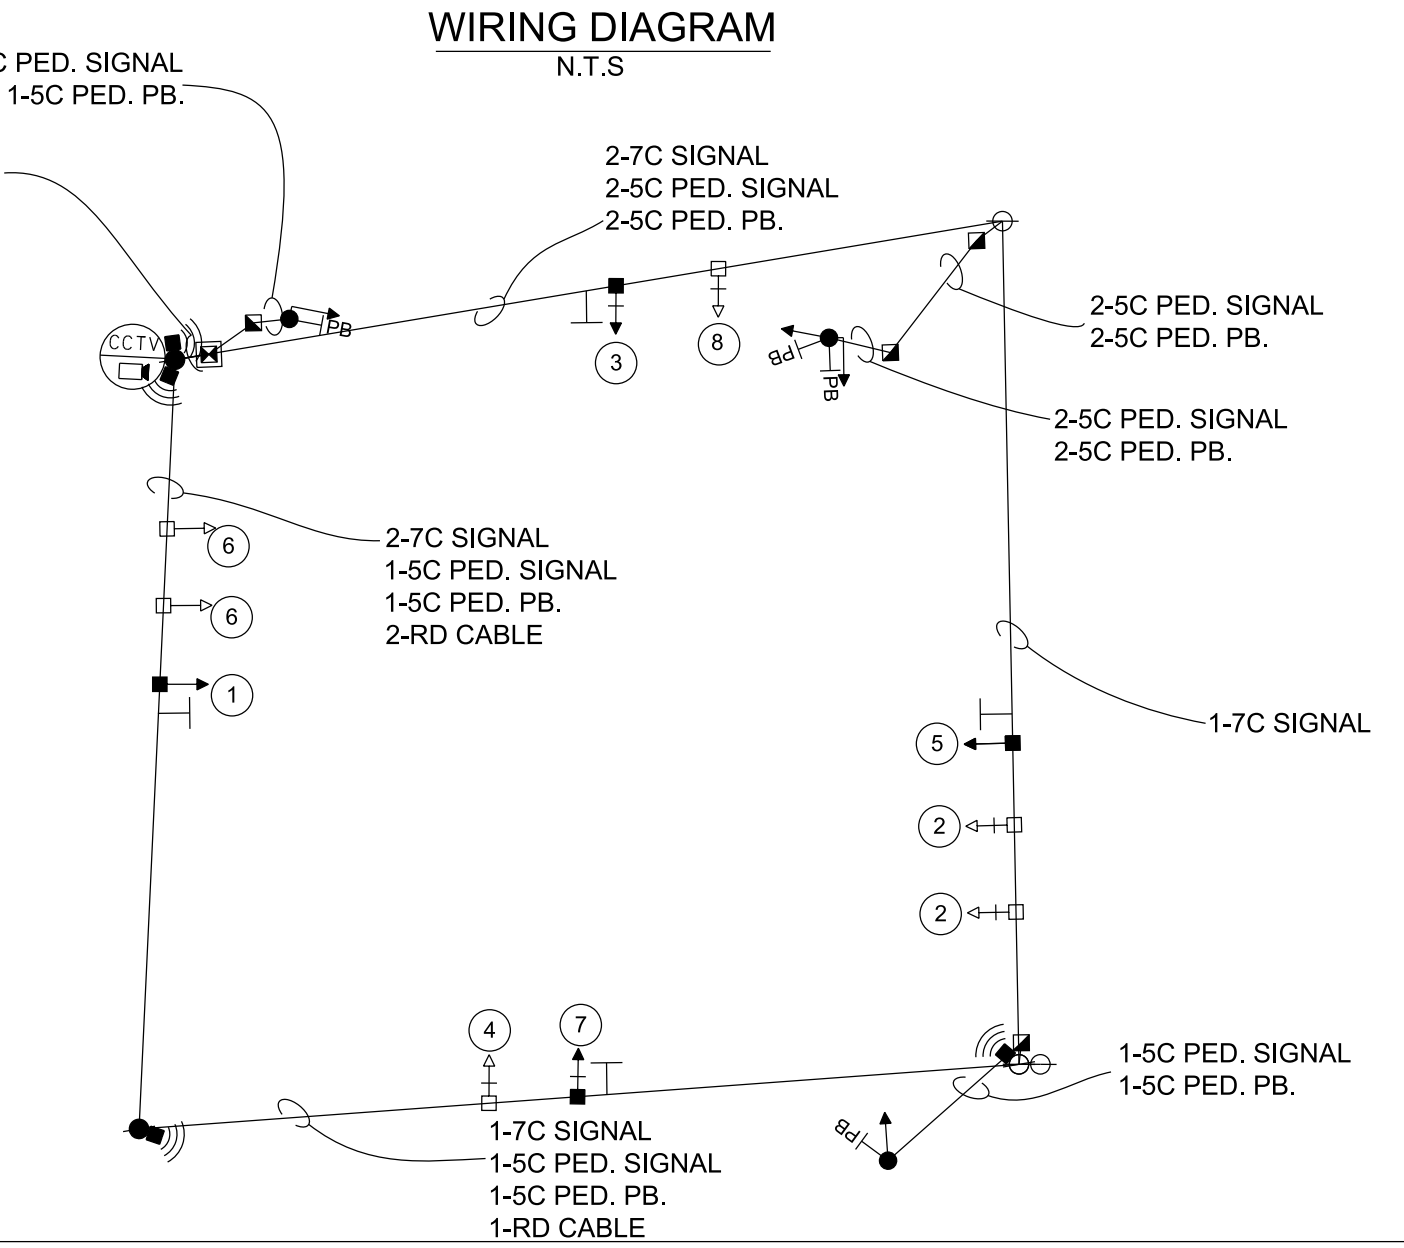 WIRING DIAGRAM
N.T.S
C PED. SIGNAL
1-5C PED. PB.
2-7C SIGNAL
2-5C PED. SIGNAL
2-5C PED. PB.
CCTV
PB
3
8
PB
PB
2-5C PED. SIGNAL
2-5C PED. PB.
2-5C PED. SIGNAL
2-5C PED. PB.
6
6
1
2-7C SIGNAL
1-5C PED. SIGNAL
1-5C PED. PB.
2-RD CABLE
1-7C SIGNAL
5
2
2
4
7
1-5C PED. SIGNAL
1-5C PED. PB.
PB
1-7C SIGNAL
1-5C PED. SIGNAL
1-5C PED. PB.
1-RD CABLE